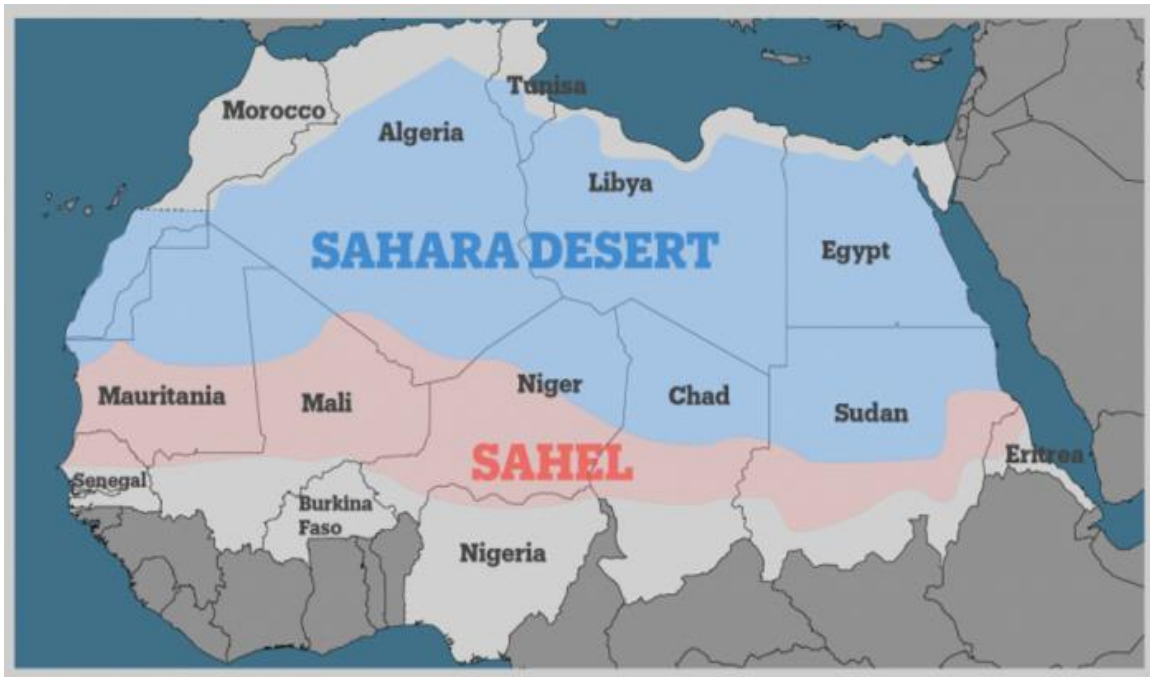 Tunisa
Morocco
Algeria
Libya
SAHARA DESERT
Egypt
Niger
Mauritania
Mali
Chad
Sudan
SAHEL
Eritrea
Senegal
Burkina
Faso
Nigeria